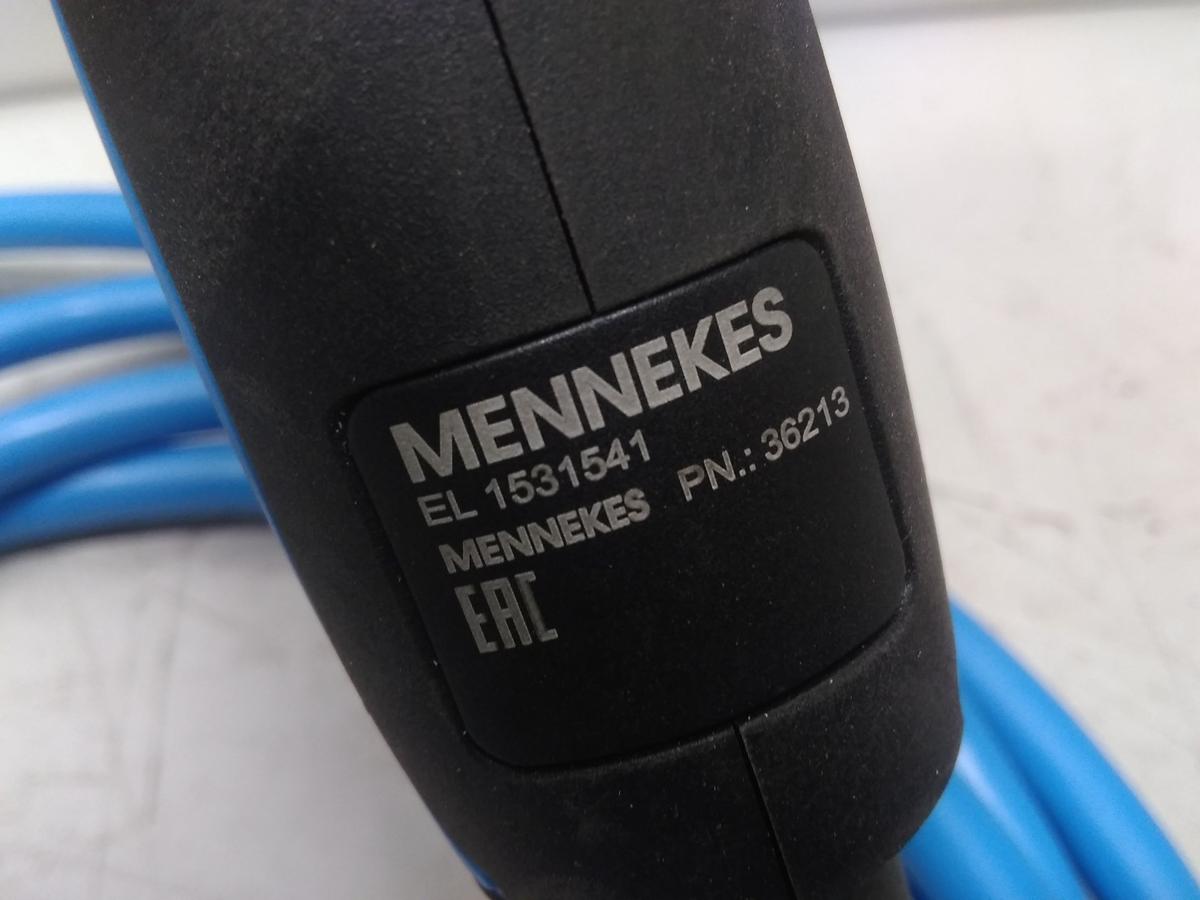 MENNEKES
EL 1531541 PN.: 36213
MENNEKES
EAC